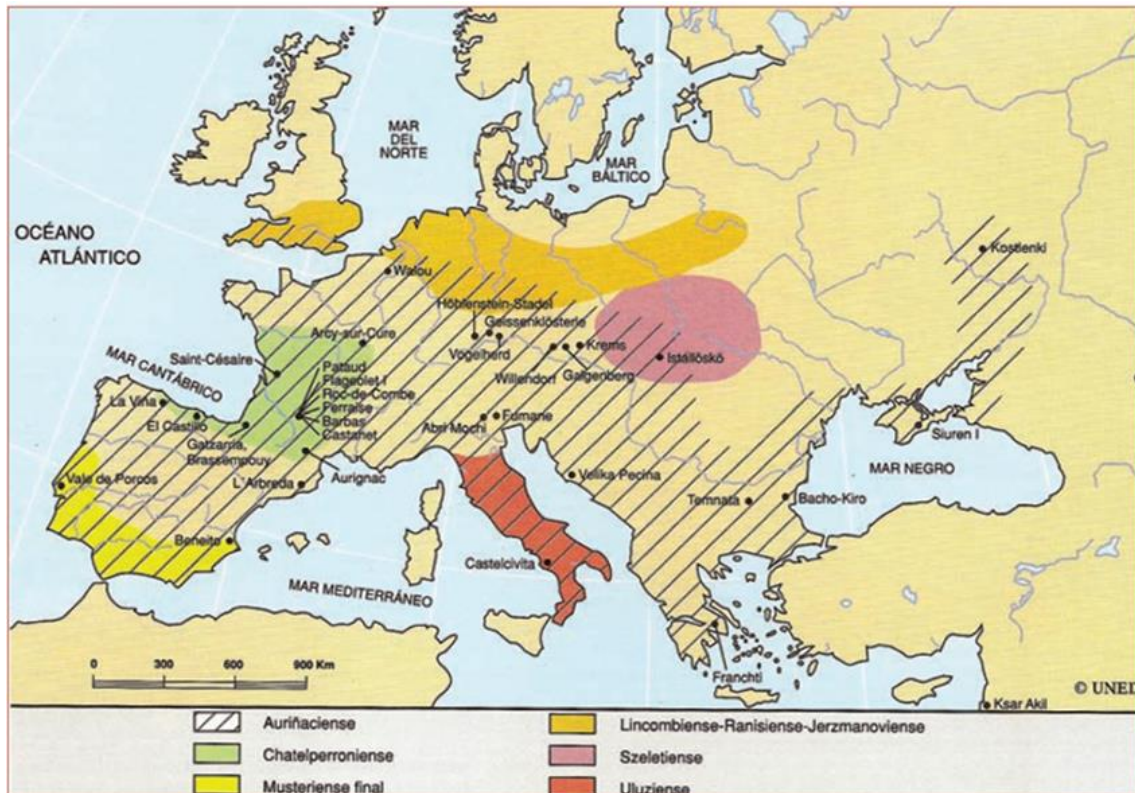 MAR
DEL
NORTE
MAR
BÁLTICO
OCÉANO
ATLÁNTICO
Kostienki
Walou
Höhlenstein-Stadel
Geissenklösterle
Vogelherd
Arcy-sur-Cure
Krems
Willendorf
Galgenberg
Istállöskö
Saint-Césaire
MAR CANTÁBRICO
Pataud
Flageolet I
Roc-de-Combe
Ferrasie
Barbas
Castanet
La Viña
El Castillo
Gatzarria,
Brassempouy
Abri Mochi
Fumane
Siuren I
Aurignac
MAR NEGRO
Vale de Porcos
L'Arbreda
Velika Pecina
Temnata
Bacho-Kiro
Beneito
Castelcivita
MAR MEDITERRÁNEO
0 300 600 900 Km
Franchti
© UNED
Ksar Akil
Auriñaciense
Lincombiense-Ranisiense-Jerzmanoviense
Chatelperroniense
Szeletiense
Musteriense final
Uluziense